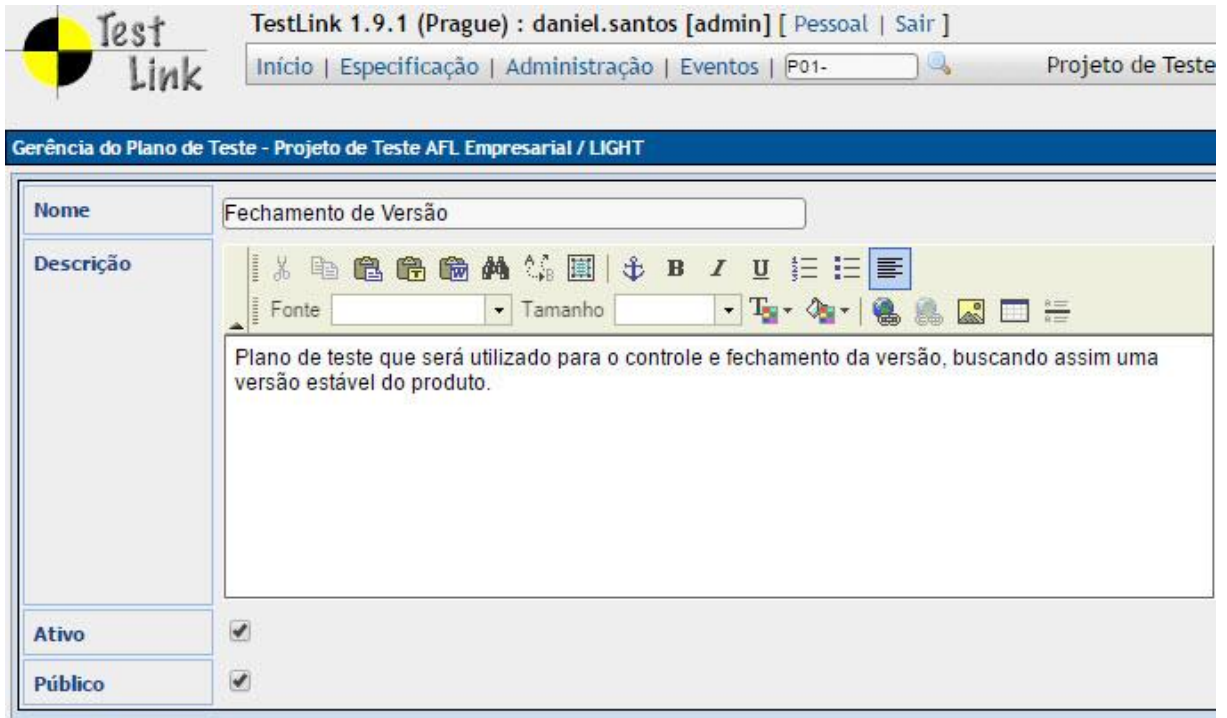 Test Link
TestLink 1.9.1 (Prague) : daniel.santos [admin] [ Pessoal | Sair ]
Início | Especificação | Administração | Eventos | P01- Projeto de Teste
Gerência do Plano de Teste - Projeto de Teste AFL Empresarial / LIGHT
Nome Fechamento de Versão
Descrição
B I U
Fonte Tamanho
Plano de teste que será utilizado para o controle e fechamento da versão, buscando assim uma
versão estável do produto.
Ativo
Público